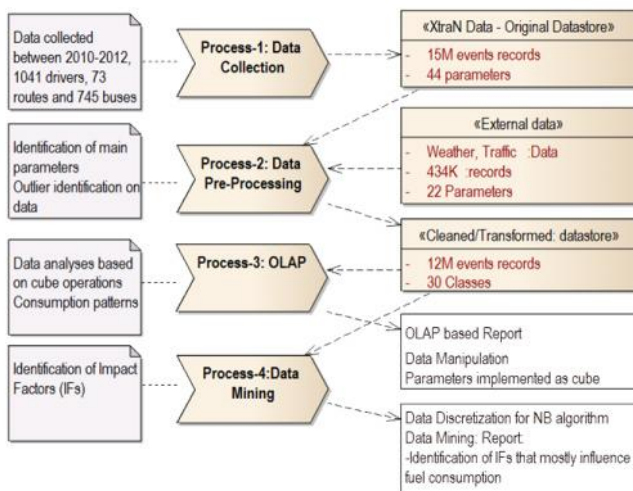 Data collected
between 2010-2012,
1041 drivers, 73
routes and 745 buses
Process-1: Data
Collection
«XtraN Data - Original Datastore»
- 15M events records
- 44 parameters
Identification of main
parameters
Outlier identification on
data
Process-2: Data
Pre-Processing
«External data»
- Weather, Traffic :Data
- 434K :records
- 22 Parameters
Data analyses based
on cube operations
Consumption patterns
Process-3: OLAP
«Cleaned/Transformed: datastore»
- 12M events records
- 30 Classes
OLAP based Report
Data Manipulation
Parameters implemented as cube
Identification of Impact
Factors (IFs)
Process-4:Data
Mining
Data Discretization for NB algorithm
Data Mining: Report:
-Identification of IFs that mostly influence
fuel consumption